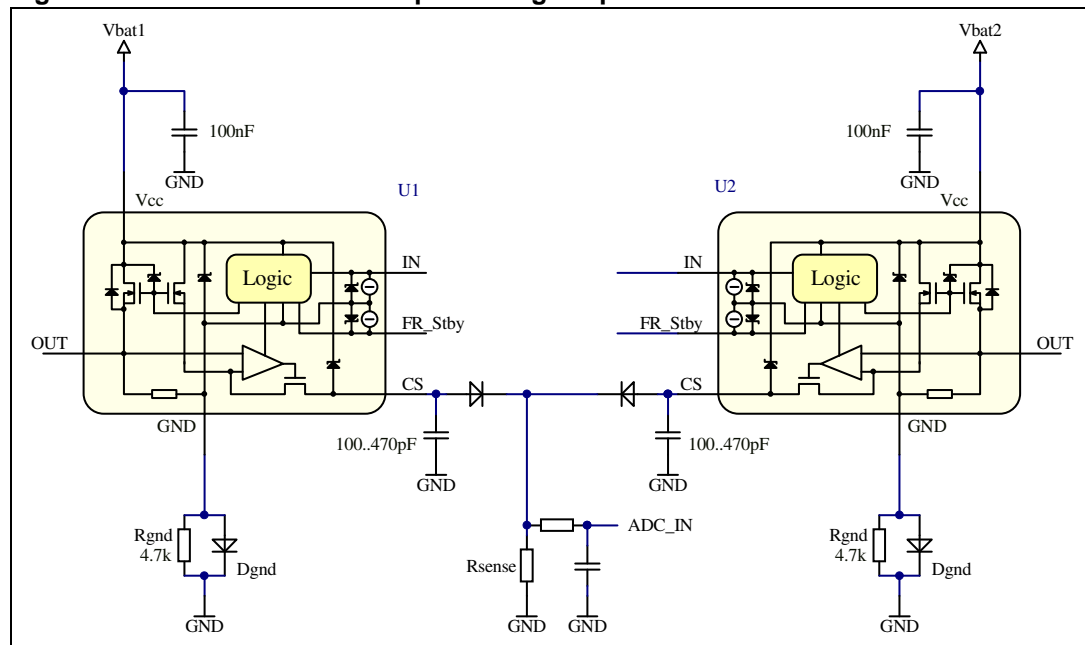 Vbat1
Vbat2
100nF
100nF
GND
GND
Vcc
U1
U2
Vcc
Logic
IN
IN
Logic
FR_Stby
FR_Stby
OUT
OUT
CS
CS
GND
GND
100..470pF
100..470pF
GND
GND
Rgnd
4.7k
Dgnd
ADC_IN
Rsense
Rgnd
4.7k
Dgnd
GND
GND
GND
GND